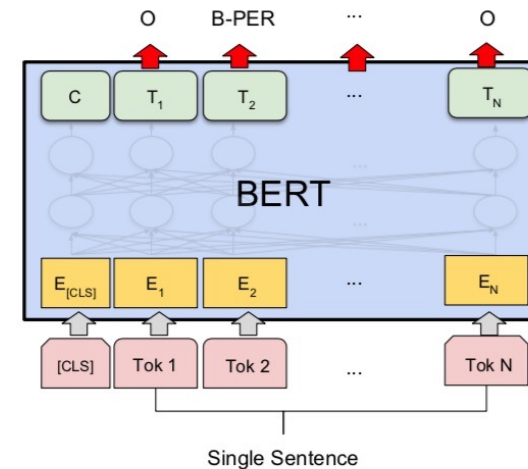 O B-PER ... O
C T1 T2 ... TN
...
BERT
...
E[CLS] E1 E2 ... EN
[CLS] Tok 1 Tok 2 ... Tok N
Single Sentence